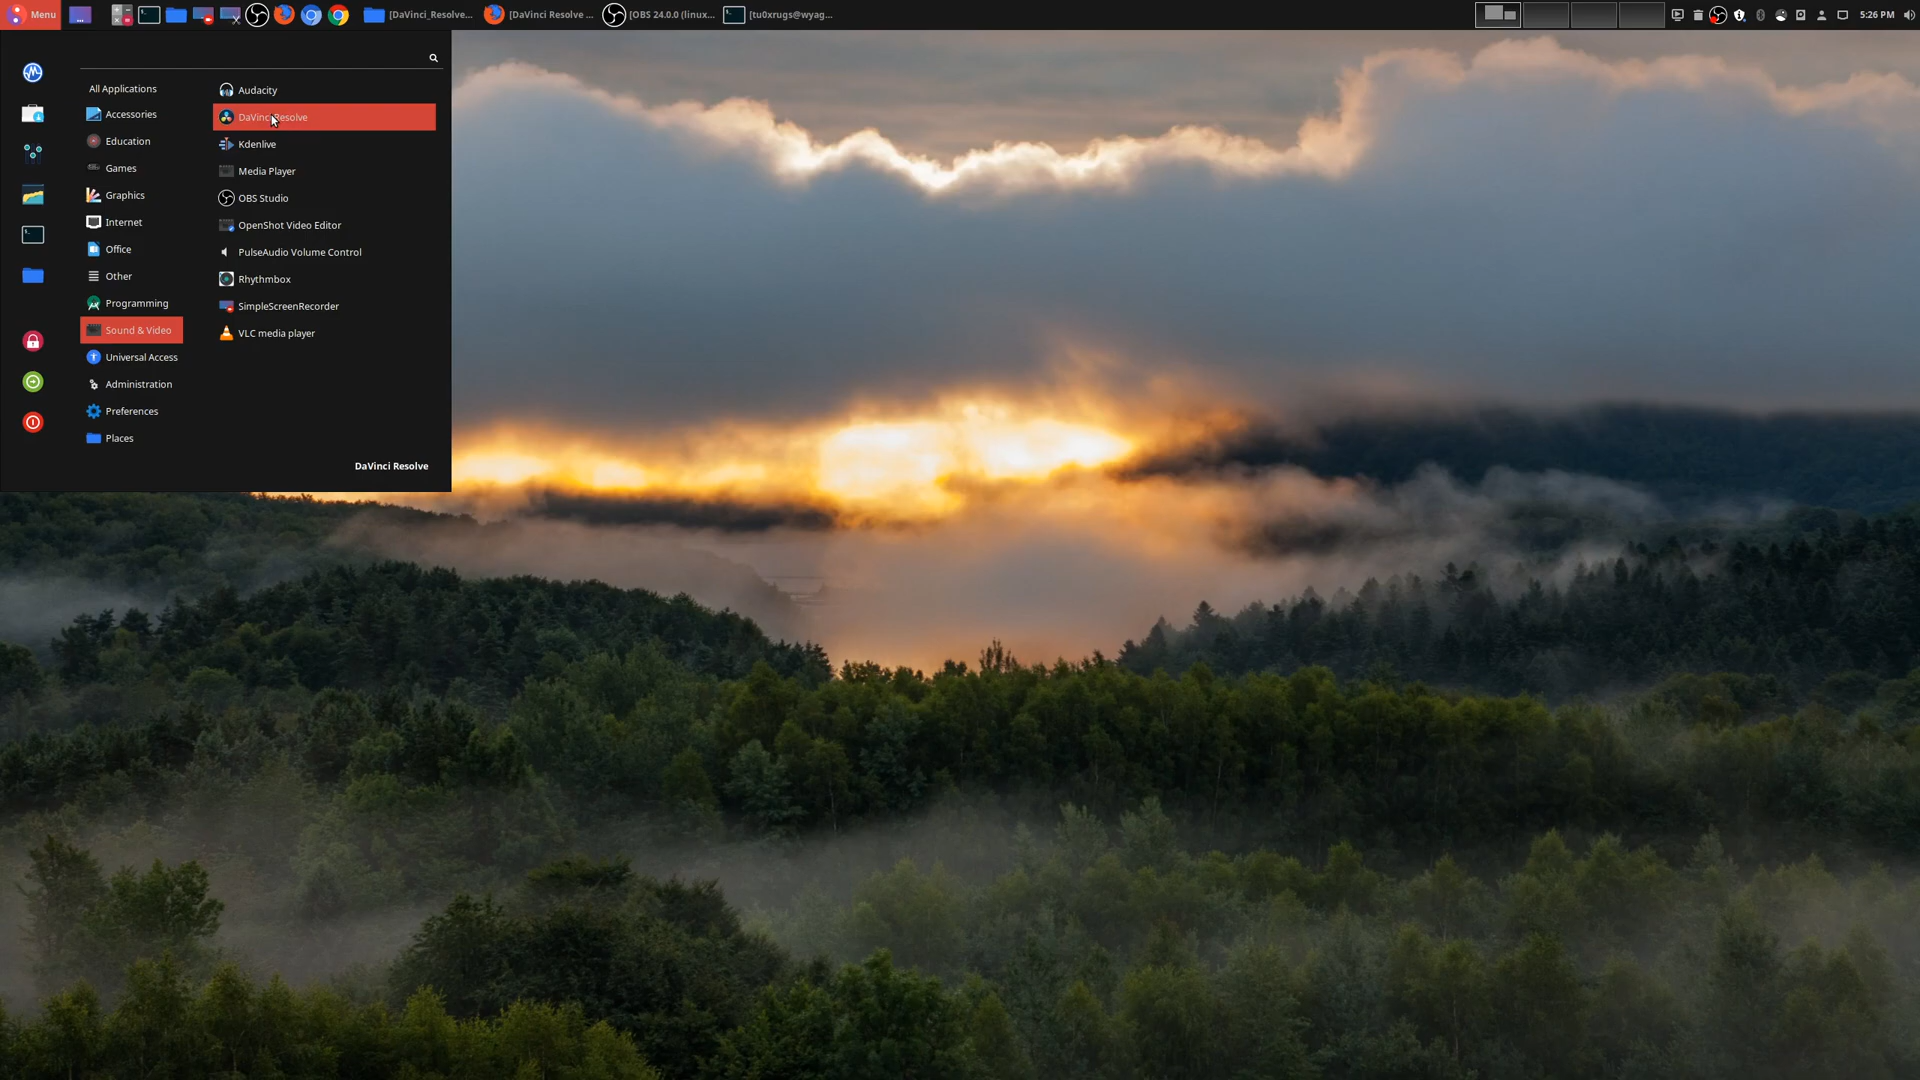 Menu
[DaVinci_Resolve...
[DaVinci Resolve ...
[OBS 24.0.0 (linux...
[tu0xrugs@wyag...
5:26 PM
All Applications
Accessories
Education
Games
Graphics
Internet
Office
Other
Programming
Sound & Video
Universal Access
Administration
Preferences
Places
Audacity
DaVinci Resolve
Kdenlive
Media Player
OBS Studio
OpenShot Video Editor
PulseAudio Volume Control
Rhythmbox
SimpleScreenRecorder
VLC media player
DaVinci Resolve